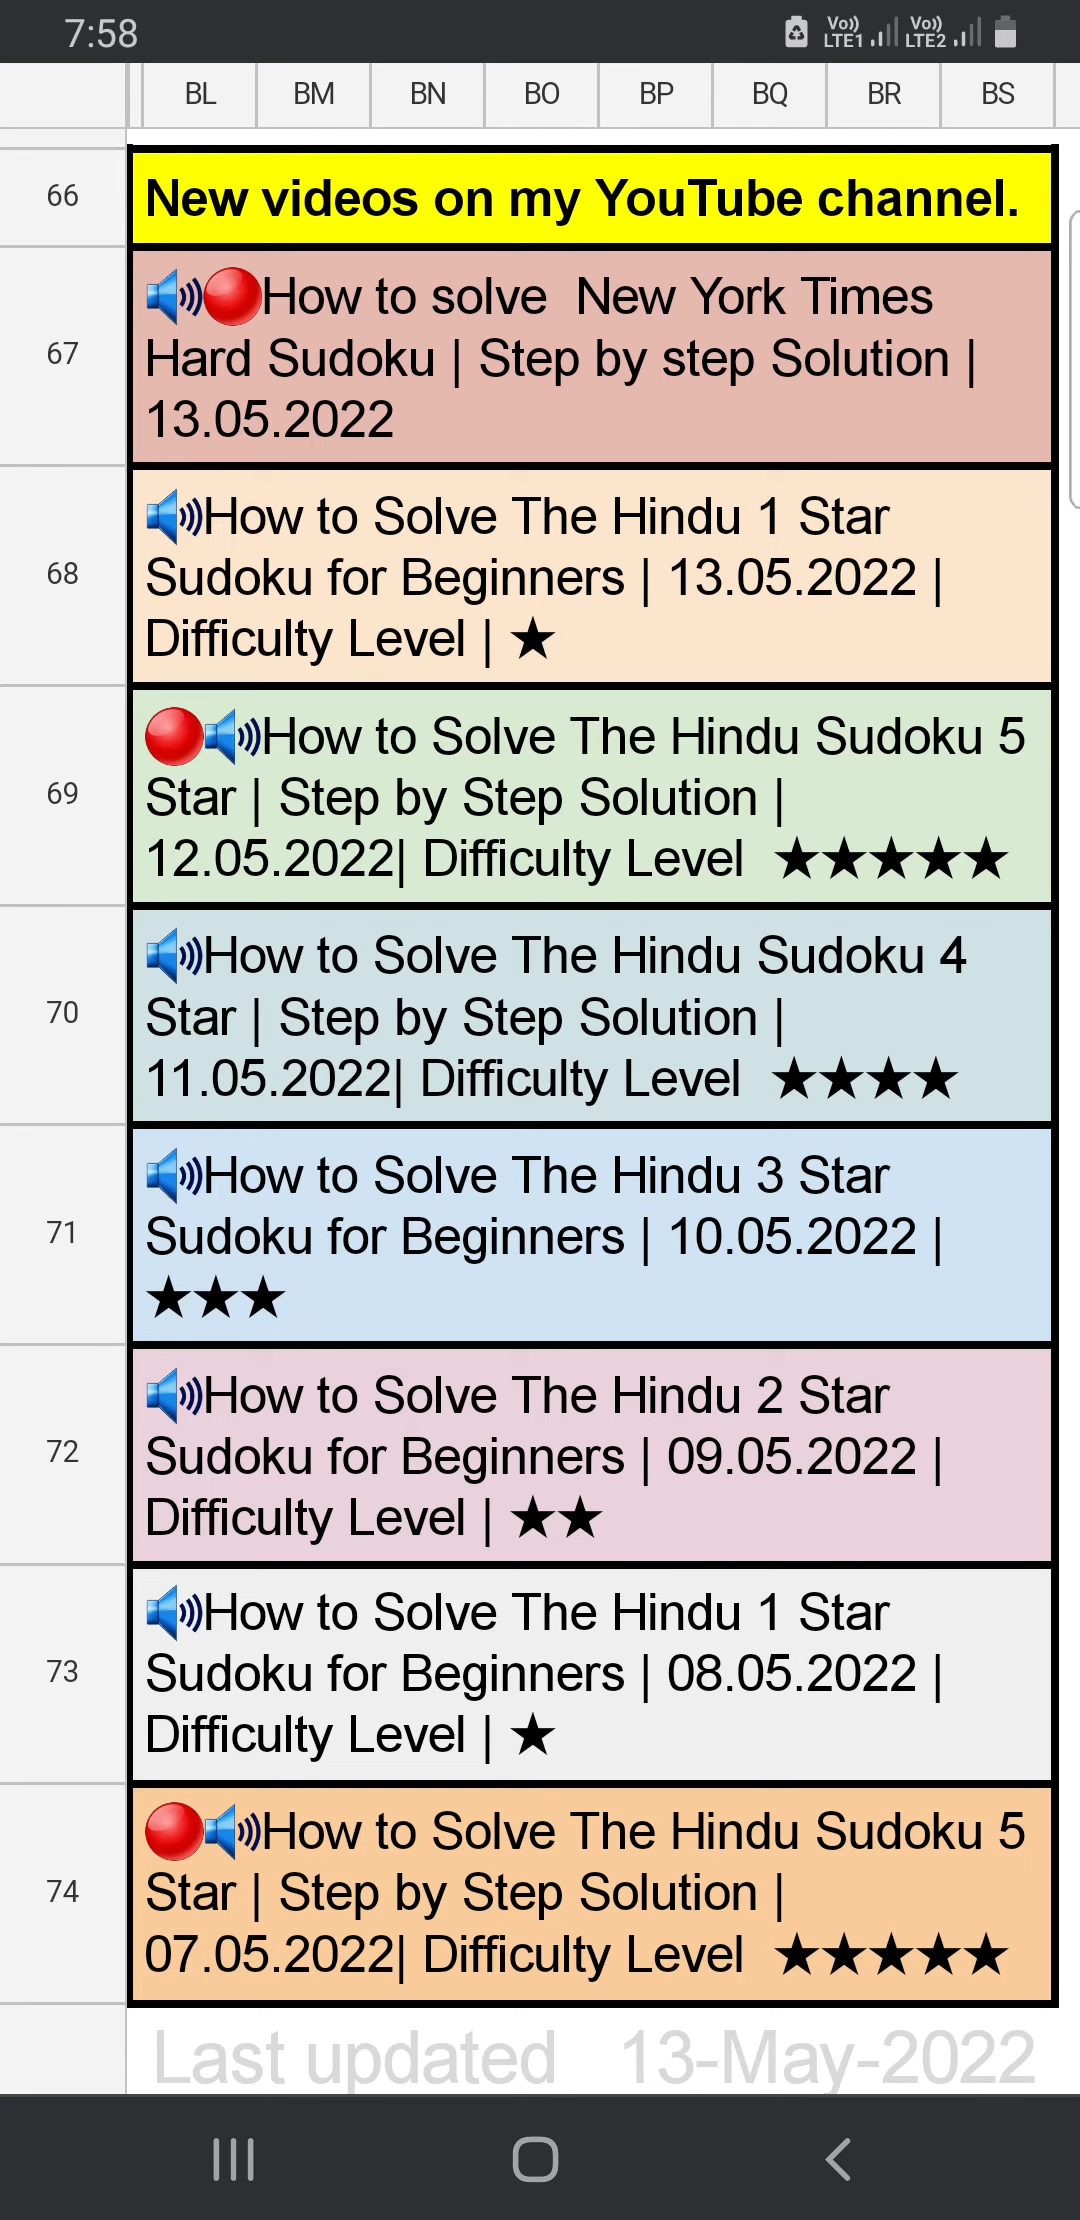 7:58
Vo)) LTE1 Vo)) LTE2
BL BM BN BO BP BQ BR BS
66 New videos on my YouTube channel.
🔊🔴How to solve  New York Times
67 Hard Sudoku | Step by step Solution |
13.05.2022
🔊How to Solve The Hindu 1 Star
68 Sudoku for Beginners | 13.05.2022 |
Difficulty Level | ★
🔴🔊How to Solve The Hindu Sudoku 5
69 Star | Step by Step Solution |
12.05.2022| Difficulty Level  ★★★★★
🔊How to Solve The Hindu Sudoku 4
70 Star | Step by Step Solution |
11.05.2022| Difficulty Level  ★★★★
🔊How to Solve The Hindu 3 Star
71 Sudoku for Beginners | 10.05.2022 |
★★★
🔊How to Solve The Hindu 2 Star
72 Sudoku for Beginners | 09.05.2022 |
Difficulty Level | ★★
🔊How to Solve The Hindu 1 Star
73 Sudoku for Beginners | 08.05.2022 |
Difficulty Level | ★
🔴🔊How to Solve The Hindu Sudoku 5
74 Star | Step by Step Solution |
07.05.2022| Difficulty Level  ★★★★★
Last updated 13-May-2022